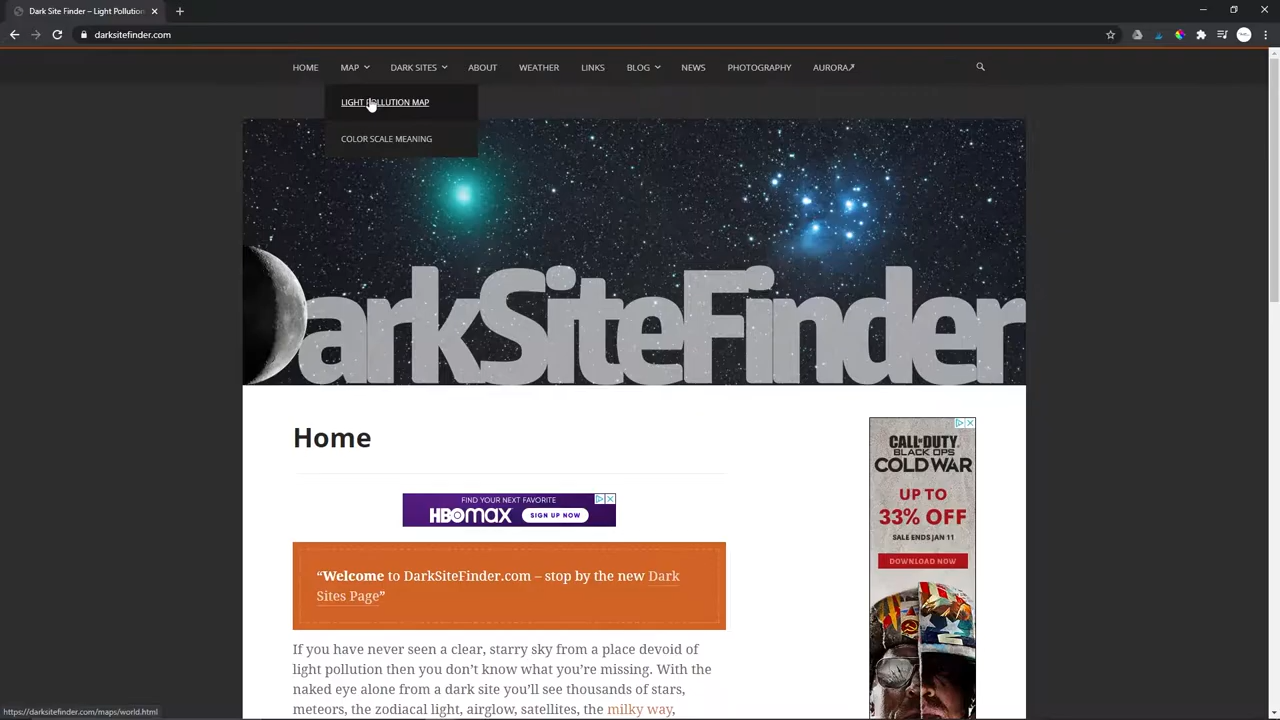 Dark Site Finder – Light Pollution
darksitefinder.com
HOME MAP DARK SITES ABOUT WEATHER LINKS BLOG NEWS PHOTOGRAPHY AURORA↗
LIGHT POLLUTION MAP
COLOR SCALE MEANING
DarkSiteFinder
Home
FIND YOUR NEXT FAVORITE
HBOmax SIGN UP NOW
“Welcome to DarkSiteFinder.com – stop by the new Dark
Sites Page”
If you have never seen a clear, starry sky from a place devoid of
light pollution then you don’t know what you’re missing. With the
naked eye alone from a dark site you’ll see thousands of stars,
meteors, the zodiacal light, airglow, satellites, the milky way,
CALL OF DUTY
BLACK OPS
COLD WAR
UP TO
33% OFF
SALE ENDS JAN 11
DOWNLOAD NOW
https://darksitefinder.com/maps/world.html